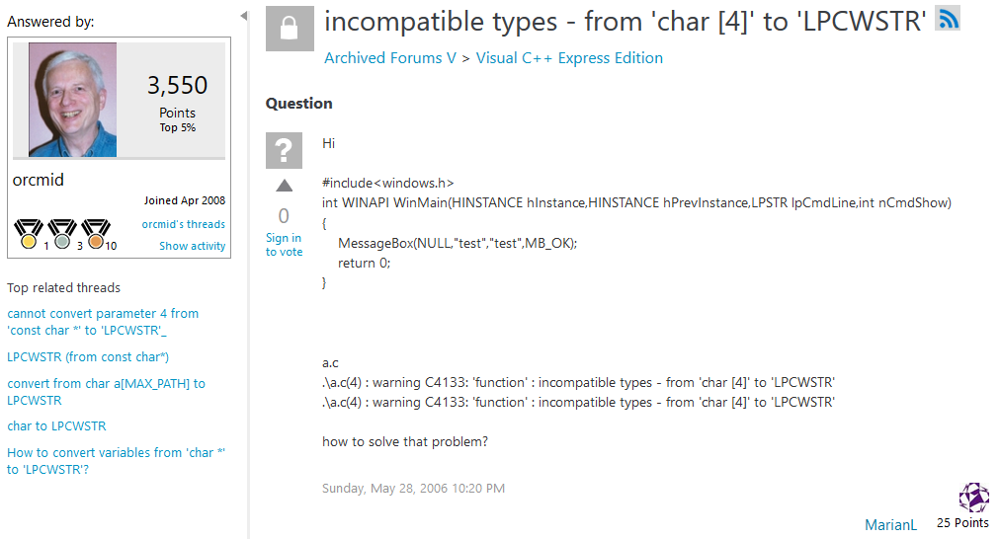 Answered by:
3,550
Points
Top 5%
orcmid
Joined Apr 2008
orcmid's threads
1 3 10
Show activity
Top related threads
cannot convert parameter 4 from
'const char *' to 'LPCWSTR'_
LPCWSTR (from const char*)
convert from char a[MAX_PATH] to
LPCWSTR
char to LPCWSTR
How to convert variables from 'char *'
to 'LPCWSTR'?
incompatible types - from 'char [4]' to 'LPCWSTR'
Archived Forums V > Visual C++ Express Edition
Question
?
0
Sign in
to vote
Hi
#include<windows.h>
int WINAPI WinMain(HINSTANCE hInstance,HINSTANCE hPrevInstance,LPSTR lpCmdLine,int nCmdShow)
{
MessageBox(NULL,"test","test",MB_OK);
return 0;
}
a.c
.\a.c(4) : warning C4133: 'function' : incompatible types - from 'char [4]' to 'LPCWSTR'
.\a.c(4) : warning C4133: 'function' : incompatible types - from 'char [4]' to 'LPCWSTR'
how to solve that problem?
Sunday, May 28, 2006 10:20 PM
MarianL
25 Points